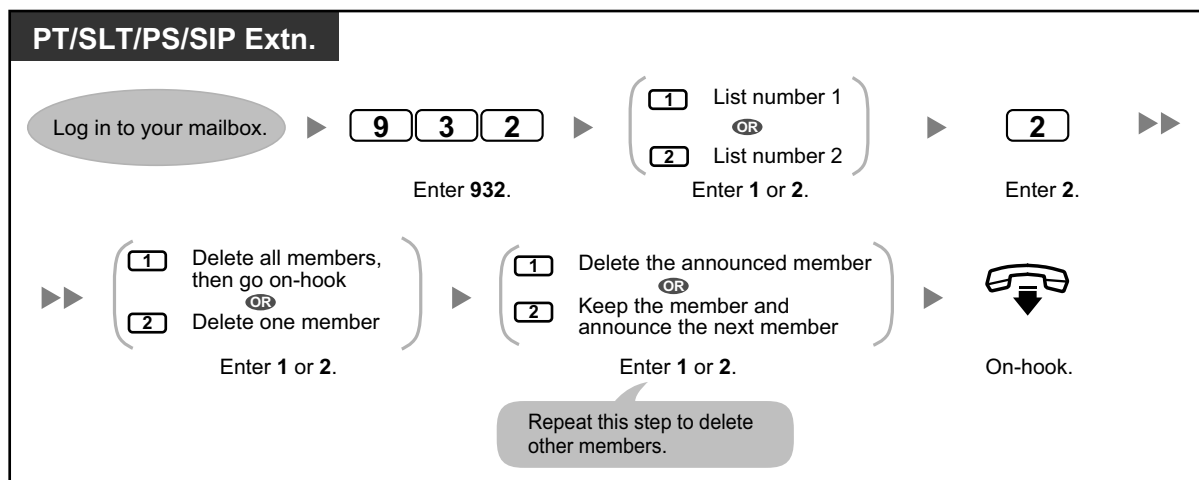 PT/SLT/PS/SIP Extn.
Log in to your mailbox.
9 3 2
Enter 932.
1 List number 1
OR
2 List number 2
Enter 1 or 2.
2
Enter 2.
1 Delete all members,
then go on-hook
OR
2 Delete one member
Enter 1 or 2.
1 Delete the announced member
OR
2 Keep the member and
announce the next member
Enter 1 or 2.
Repeat this step to delete
other members.
On-hook.